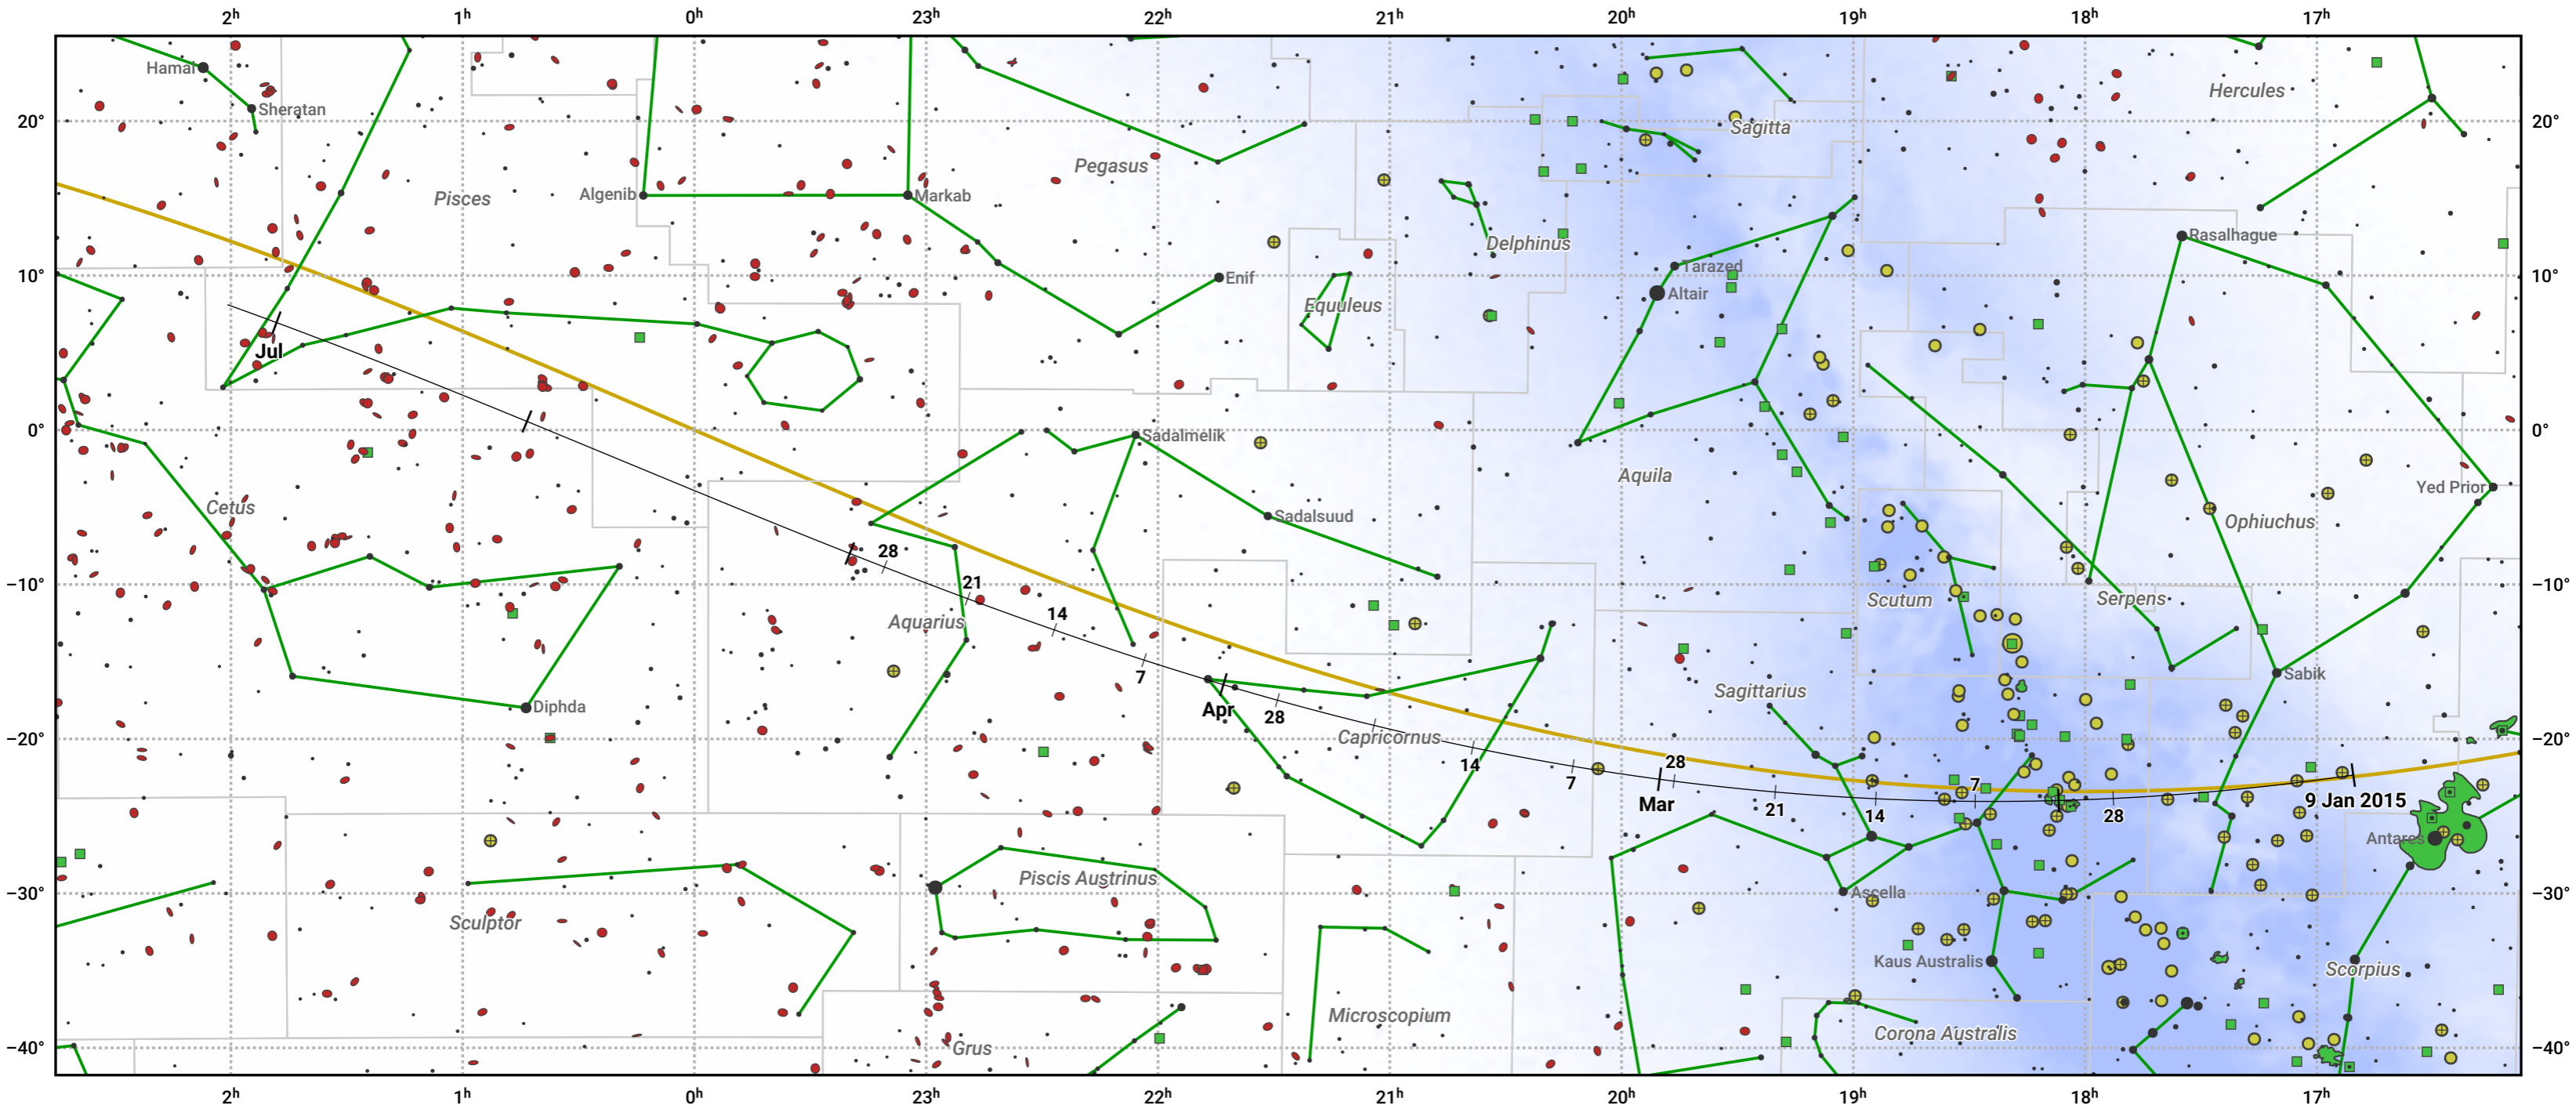 2h 1h 0h 23h 22h 21h 20h 19h 18h 17h
Hamal
Hercules
Sheratan
20° 20°
Sagitta
Pegasus
Pisces
Algenib
Markab
Rasalhague
Delphinus
Tarazed
10° 10°
Enif
Altair
Equuleus
Jul
0° 0°
Sadalmelik
Aquila
Yed Prior
Cetus
Sadalsuud
Ophiuchus
28
21
−10° −10°
Scutum
Serpens
14
Aquarius
7
Sabik
Sagittarius
Diphda
Apr
28
Capricornus
−20° −20°
14
28
7
7
Mar
9 Jan 2015
21
14
28
Antares
Piscis Austrinus
−30° −30°
Ascella
Sculptor
Kaus Australis
Scorpius
Microscopium
Corona Australis
Grus
−40° −40°
2h 1h 0h 23h 22h 21h 20h 19h 18h 17h